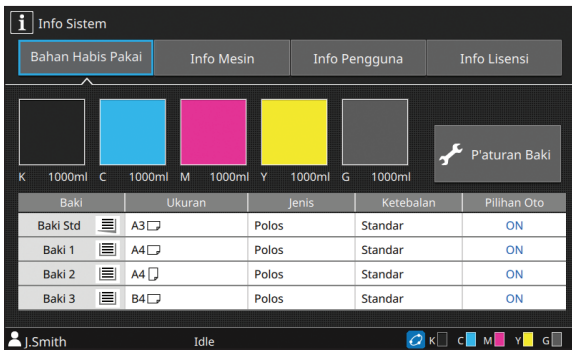 i Info Sistem
Bahan Habis Pakai Info Mesin Info Pengguna Info Lisensi
K 1000ml C 1000ml M 1000ml Y 1000ml G 1000ml
P'aturan Baki
Baki Ukuran Jenis Ketebalan Pilihan Oto
Baki Std A3 Polos Standar ON
Baki 1 A4 Polos Standar ON
Baki 2 A4 Polos Standar ON
Baki 3 B4 Polos Standar ON
J.Smith Idle K C M Y G